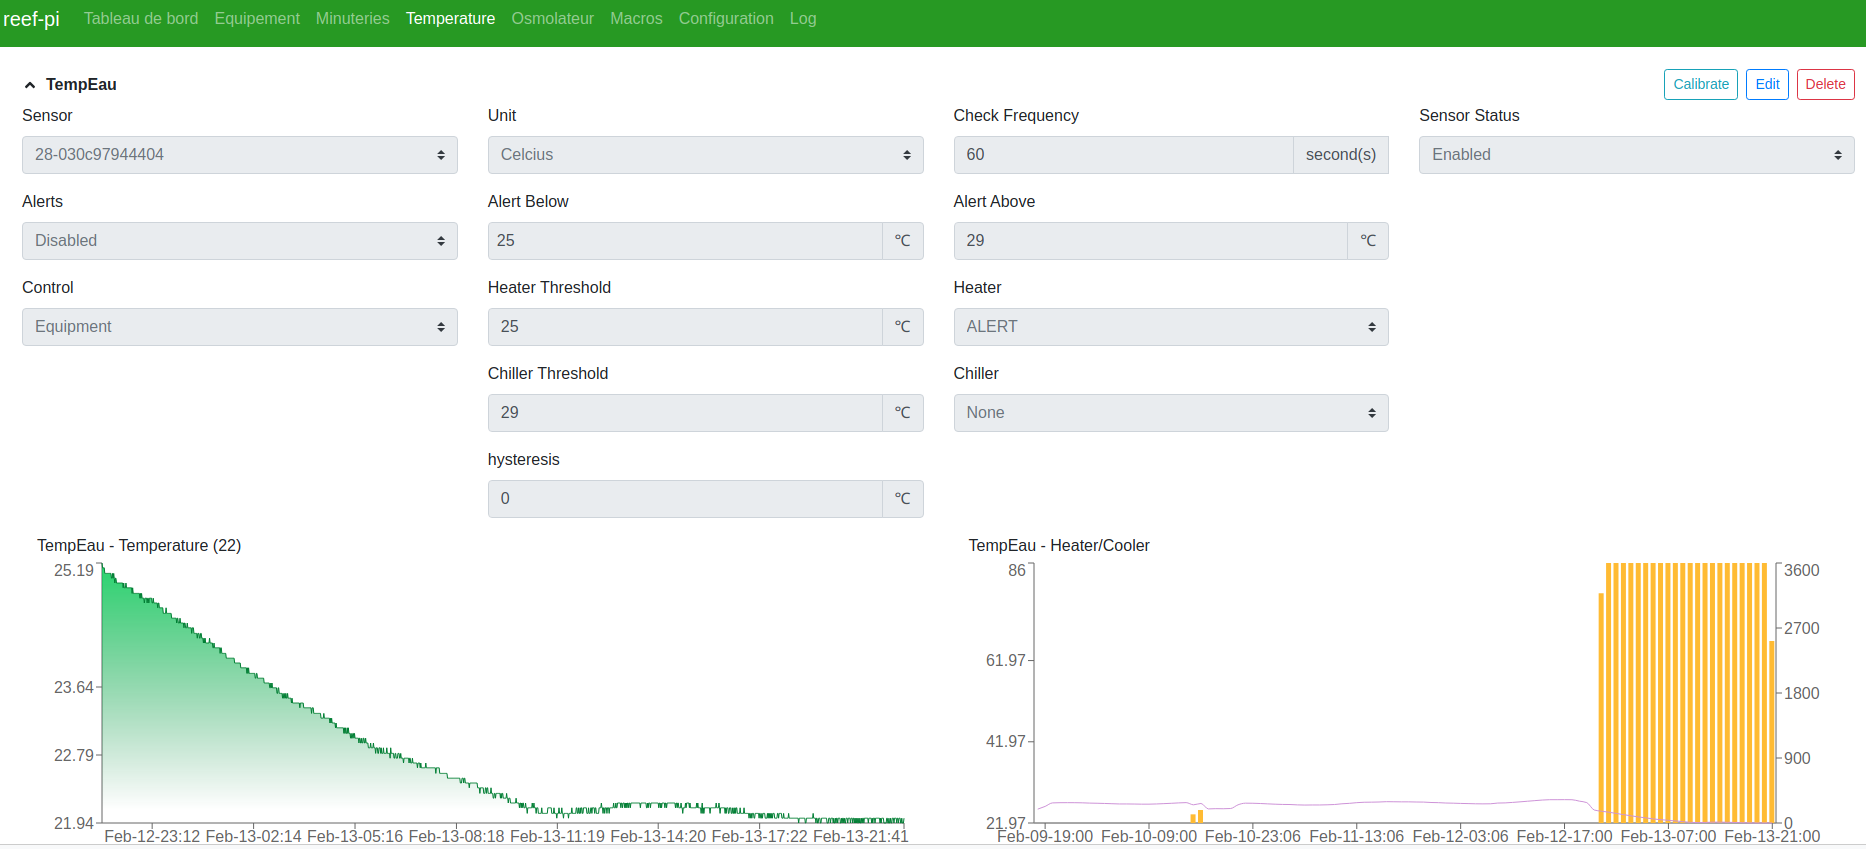 reef-pi Tableau de bord Equipement Minuteries Temperature Osmolateur Macros Configuration Log
TempEau Calibrate Edit Delete
Sensor Unit Check Frequency Sensor Status
28-030c97944404 Celcius 60 second(s) Enabled
Alerts Alert Below Alert Above
Disabled 25 ℃ 29 ℃
Control Heater Threshold Heater
Equipment 25 ℃ ALERT
Chiller Threshold Chiller
29 ℃ None
hysteresis
0 ℃
TempEau - Temperature (22)
25.19
23.64
22.79
21.94
Feb-12-23:12 Feb-13-02:14 Feb-13-05:16 Feb-13-08:18 Feb-13-11:19 Feb-13-14:20 Feb-13-17:22 Feb-13-21:41
TempEau - Heater/Cooler
86 3600
2700
61.97
1800
41.97
900
21.97 0
Feb-09-19:00 Feb-10-09:00 Feb-10-23:06 Feb-11-13:06 Feb-12-03:06 Feb-12-17:00 Feb-13-07:00 Feb-13-21:00